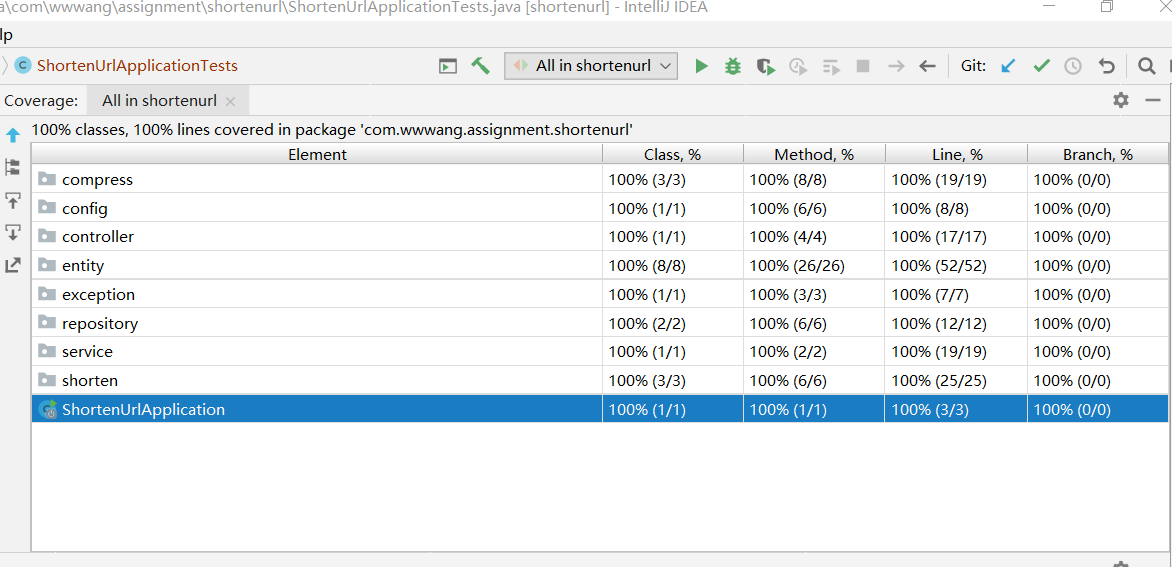 a\com\wwwang\assignment\shortenurl\ShortenUrlApplicationTests.java [shortenurl] - IntelliJ IDEA
lp
ShortenUrlApplicationTests All in shortenurl Git:
Coverage: All in shortenurl
100% classes, 100% lines covered in package 'com.wwwang.assignment.shortenurl'
Element Class, % Method, % Line, % Branch, %
compress 100% (3/3) 100% (8/8) 100% (19/19) 100% (0/0)
config 100% (1/1) 100% (6/6) 100% (8/8) 100% (0/0)
controller 100% (1/1) 100% (4/4) 100% (17/17) 100% (0/0)
entity 100% (8/8) 100% (26/26) 100% (52/52) 100% (0/0)
exception 100% (1/1) 100% (3/3) 100% (7/7) 100% (0/0)
repository 100% (2/2) 100% (6/6) 100% (12/12) 100% (0/0)
service 100% (1/1) 100% (2/2) 100% (19/19) 100% (0/0)
shorten 100% (3/3) 100% (6/6) 100% (25/25) 100% (0/0)
ShortenUrlApplication 100% (1/1) 100% (1/1) 100% (3/3) 100% (0/0)